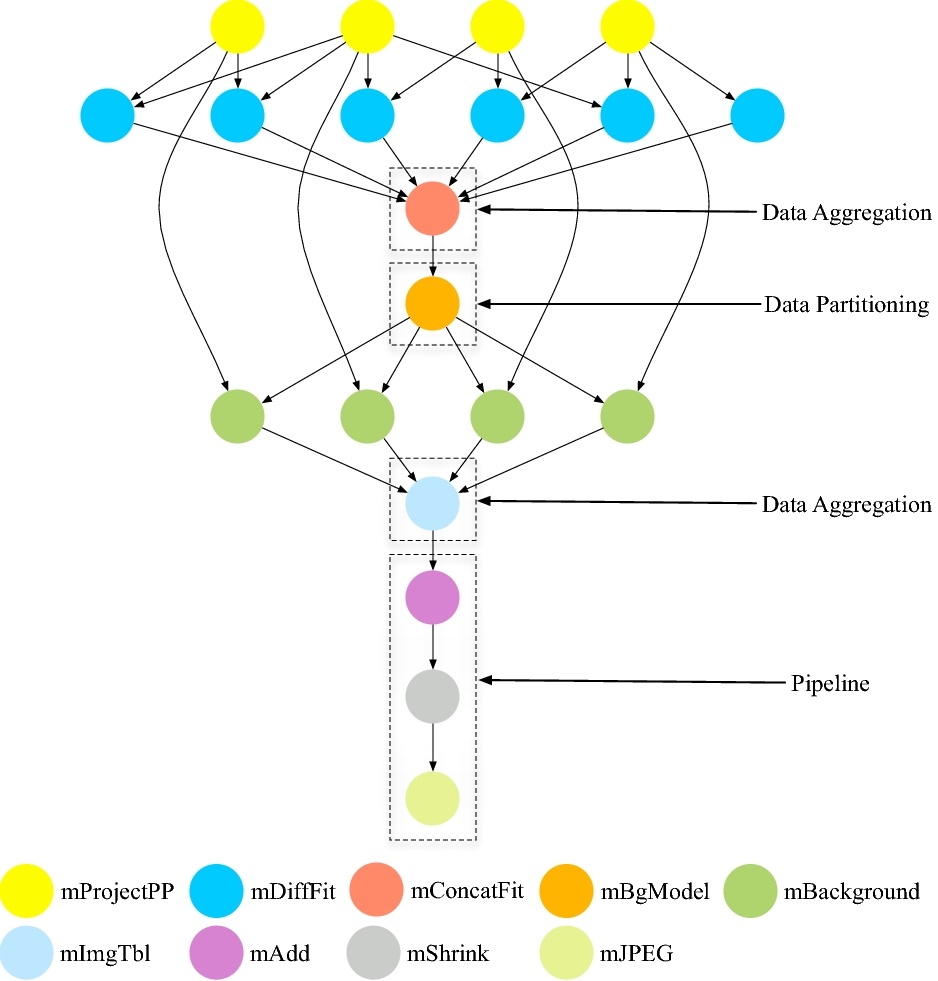 Data Aggregation
Data Partitioning
Data Aggregation
Pipeline
mProjectPP mDiffFit mConcatFit mBgModel mBackground
mImgTbl mAdd mShrink mJPEG